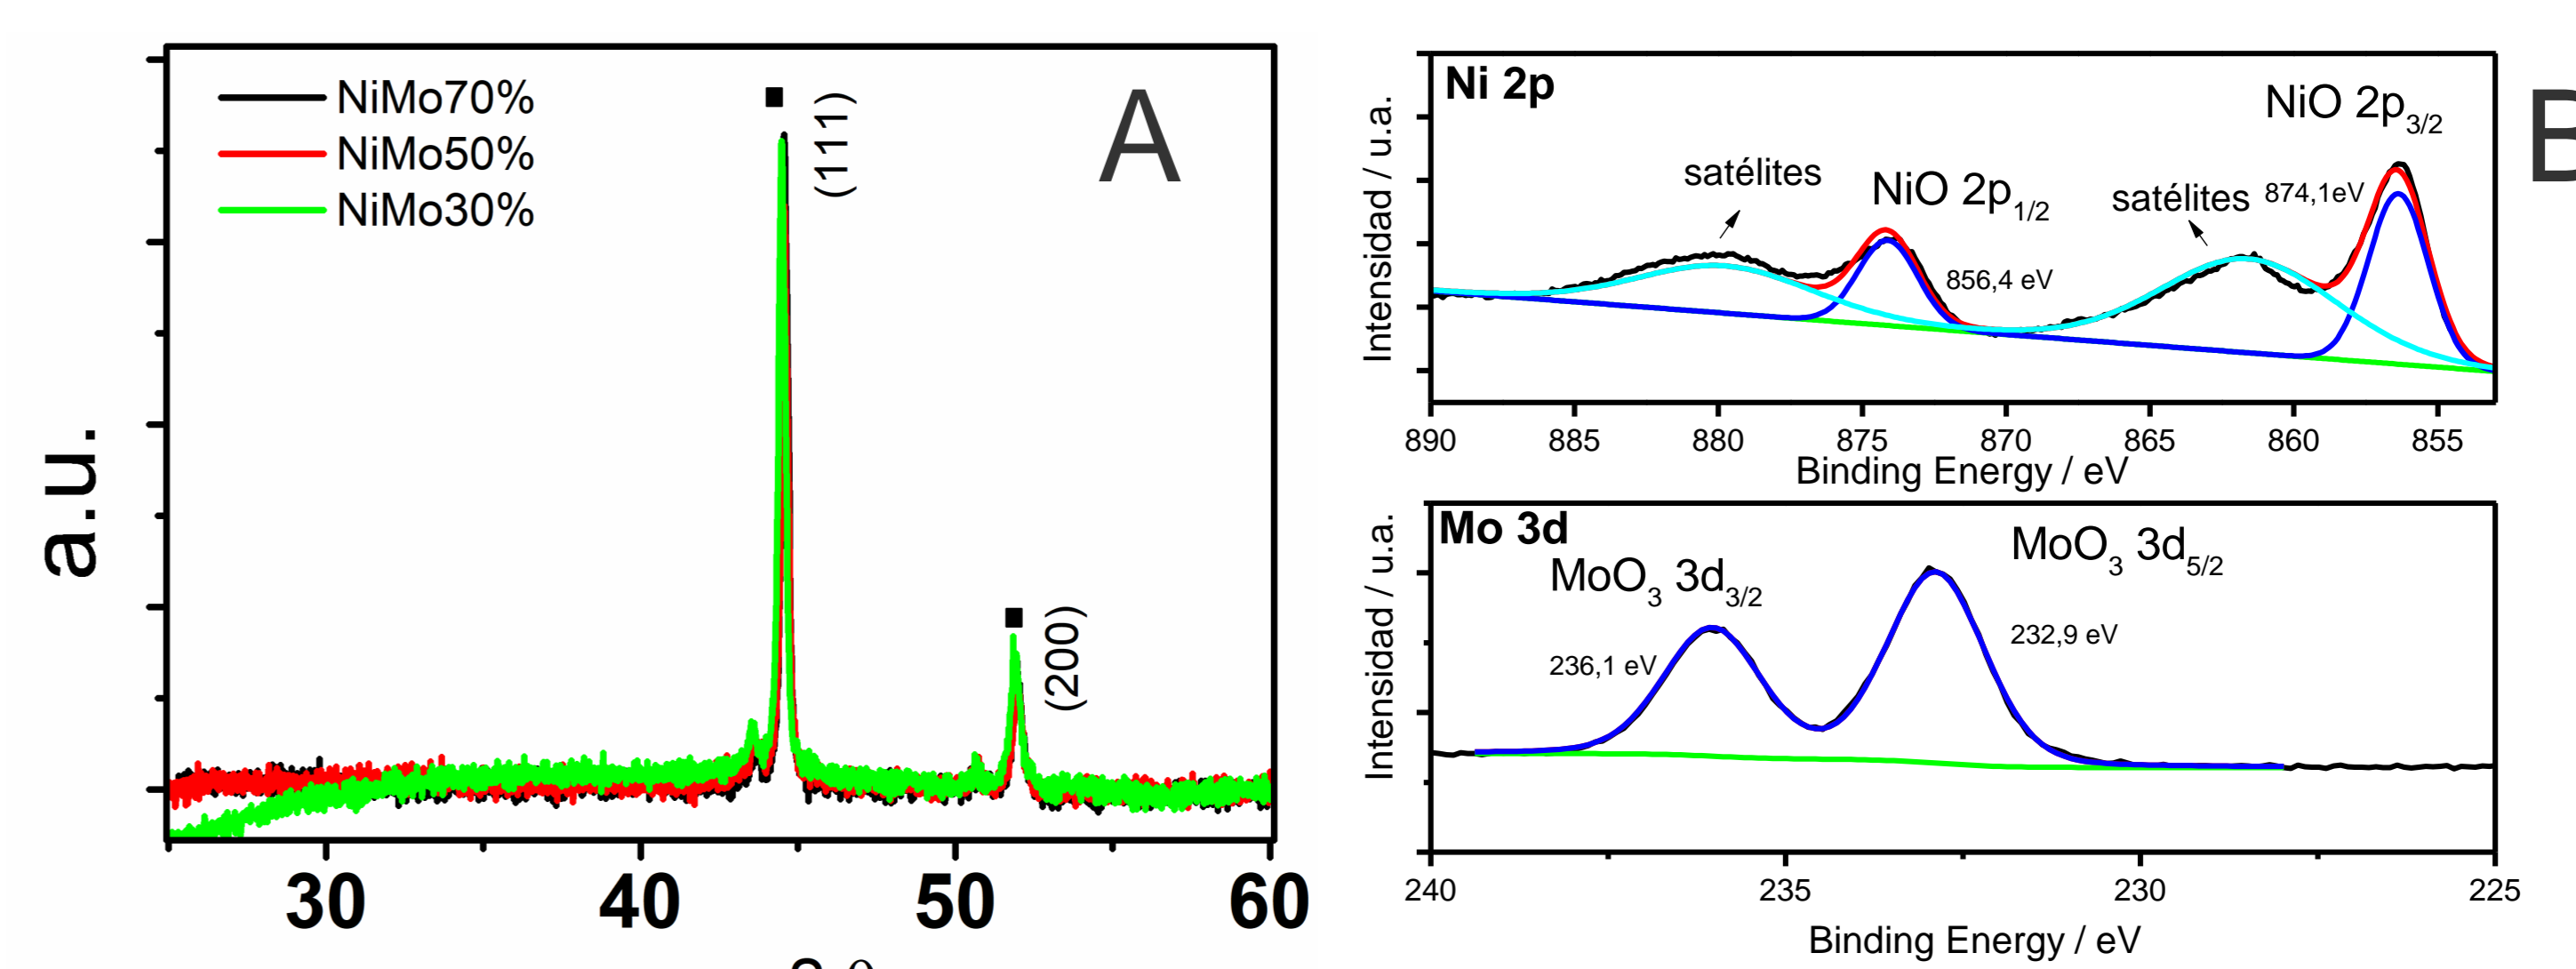 NiMo70%
NiMo50%
NiMo30%
A
(111)
(200)
a.u.
30 40 50 60
Ni 2p
NiO 2p3/2
B
satélites
NiO 2p1/2
satélites
874,1eV
856,4 eV
Intensidad / u.a.
890 885 880 875 870 865 860 855
Binding Energy / eV
Mo 3d
MoO3 3d3/2
MoO3 3d5/2
236,1 eV
232,9 eV
Intensidad / u.a.
240 235 230 225
Binding Energy / eV